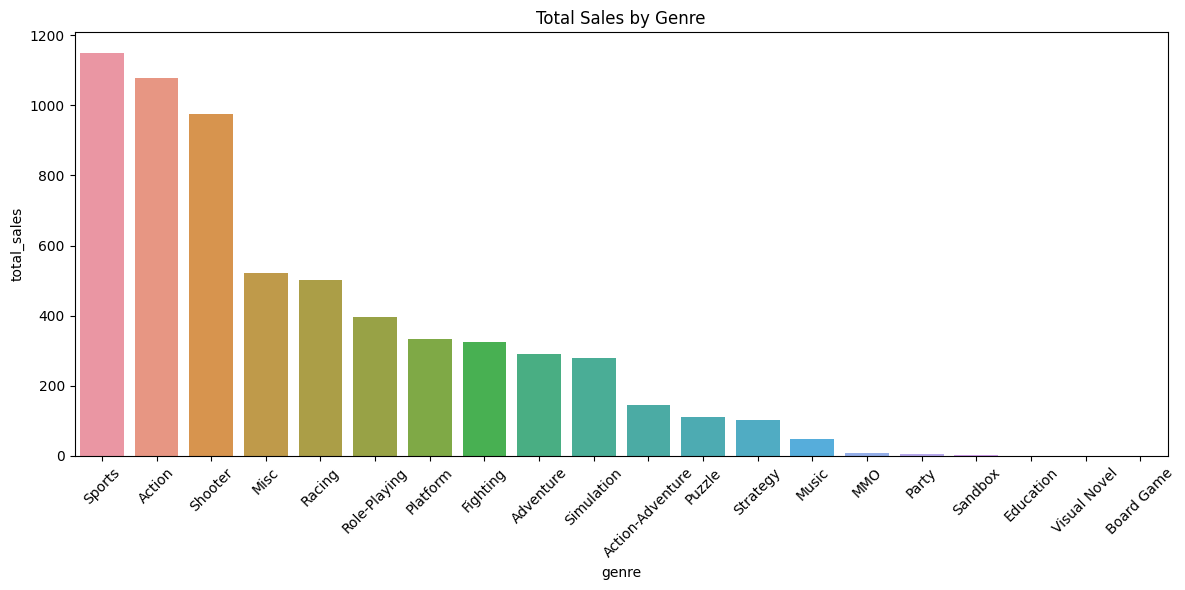 Total Sales by Genre
1200
1000
800
600
400
200
0
total_sales
Sports
Action
Shooter
Misc
Racing
Role-Playing
Platform
Fighting
Adventure
Simulation
Action-Adventure
Puzzle
Strategy
Music
MMO
Party
Sandbox
Education
Visual Novel
Board Game
genre